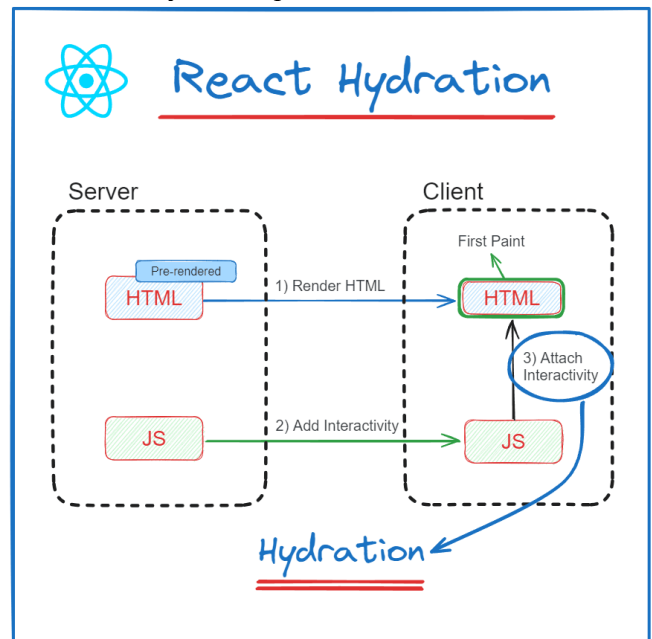 React Hydration
Server
Client
First Paint
Pre-rendered
HTML
1) Render HTML
HTML
3) Attach
Interactivity
JS
2) Add Interactivity
JS
Hydration